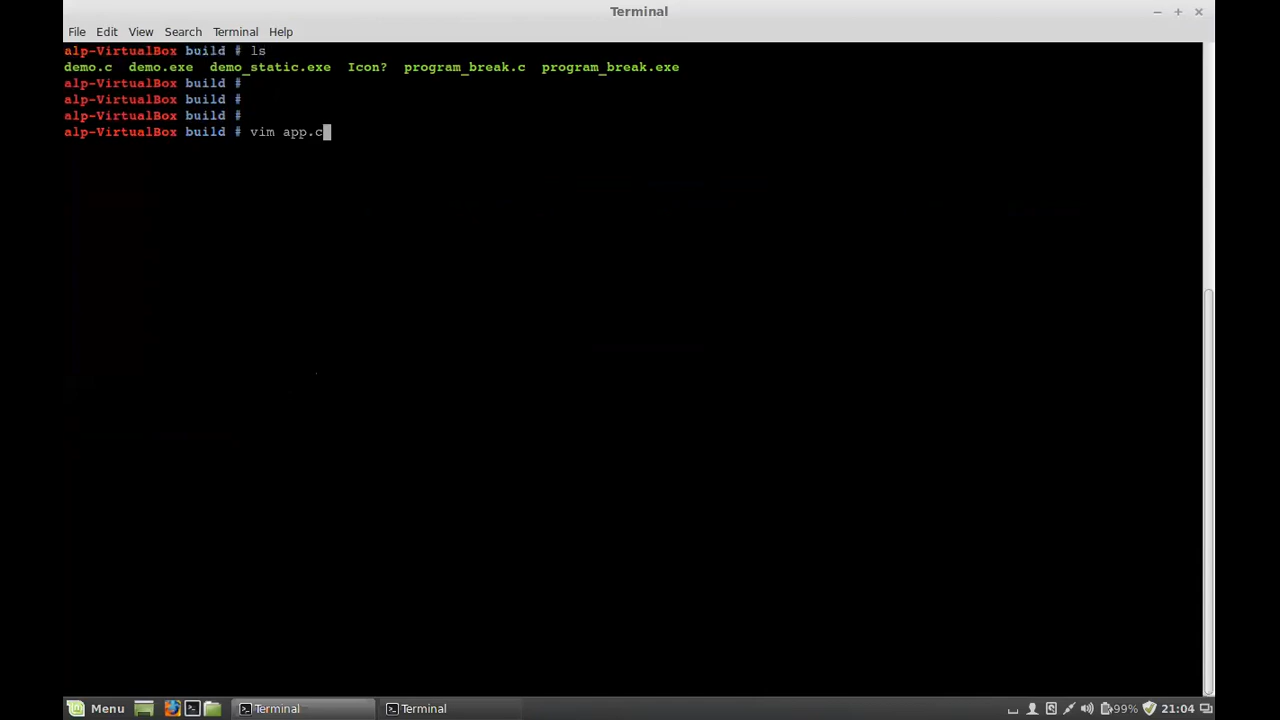 Terminal
File Edit View Search Terminal Help
alp-VirtualBox build # ls
demo.c demo.exe demo_static.exe Icon? program_break.c program_break.exe
alp-VirtualBox build #
alp-VirtualBox build #
alp-VirtualBox build #
alp-VirtualBox build # vim app.c
Menu Terminal Terminal 99% 21:04